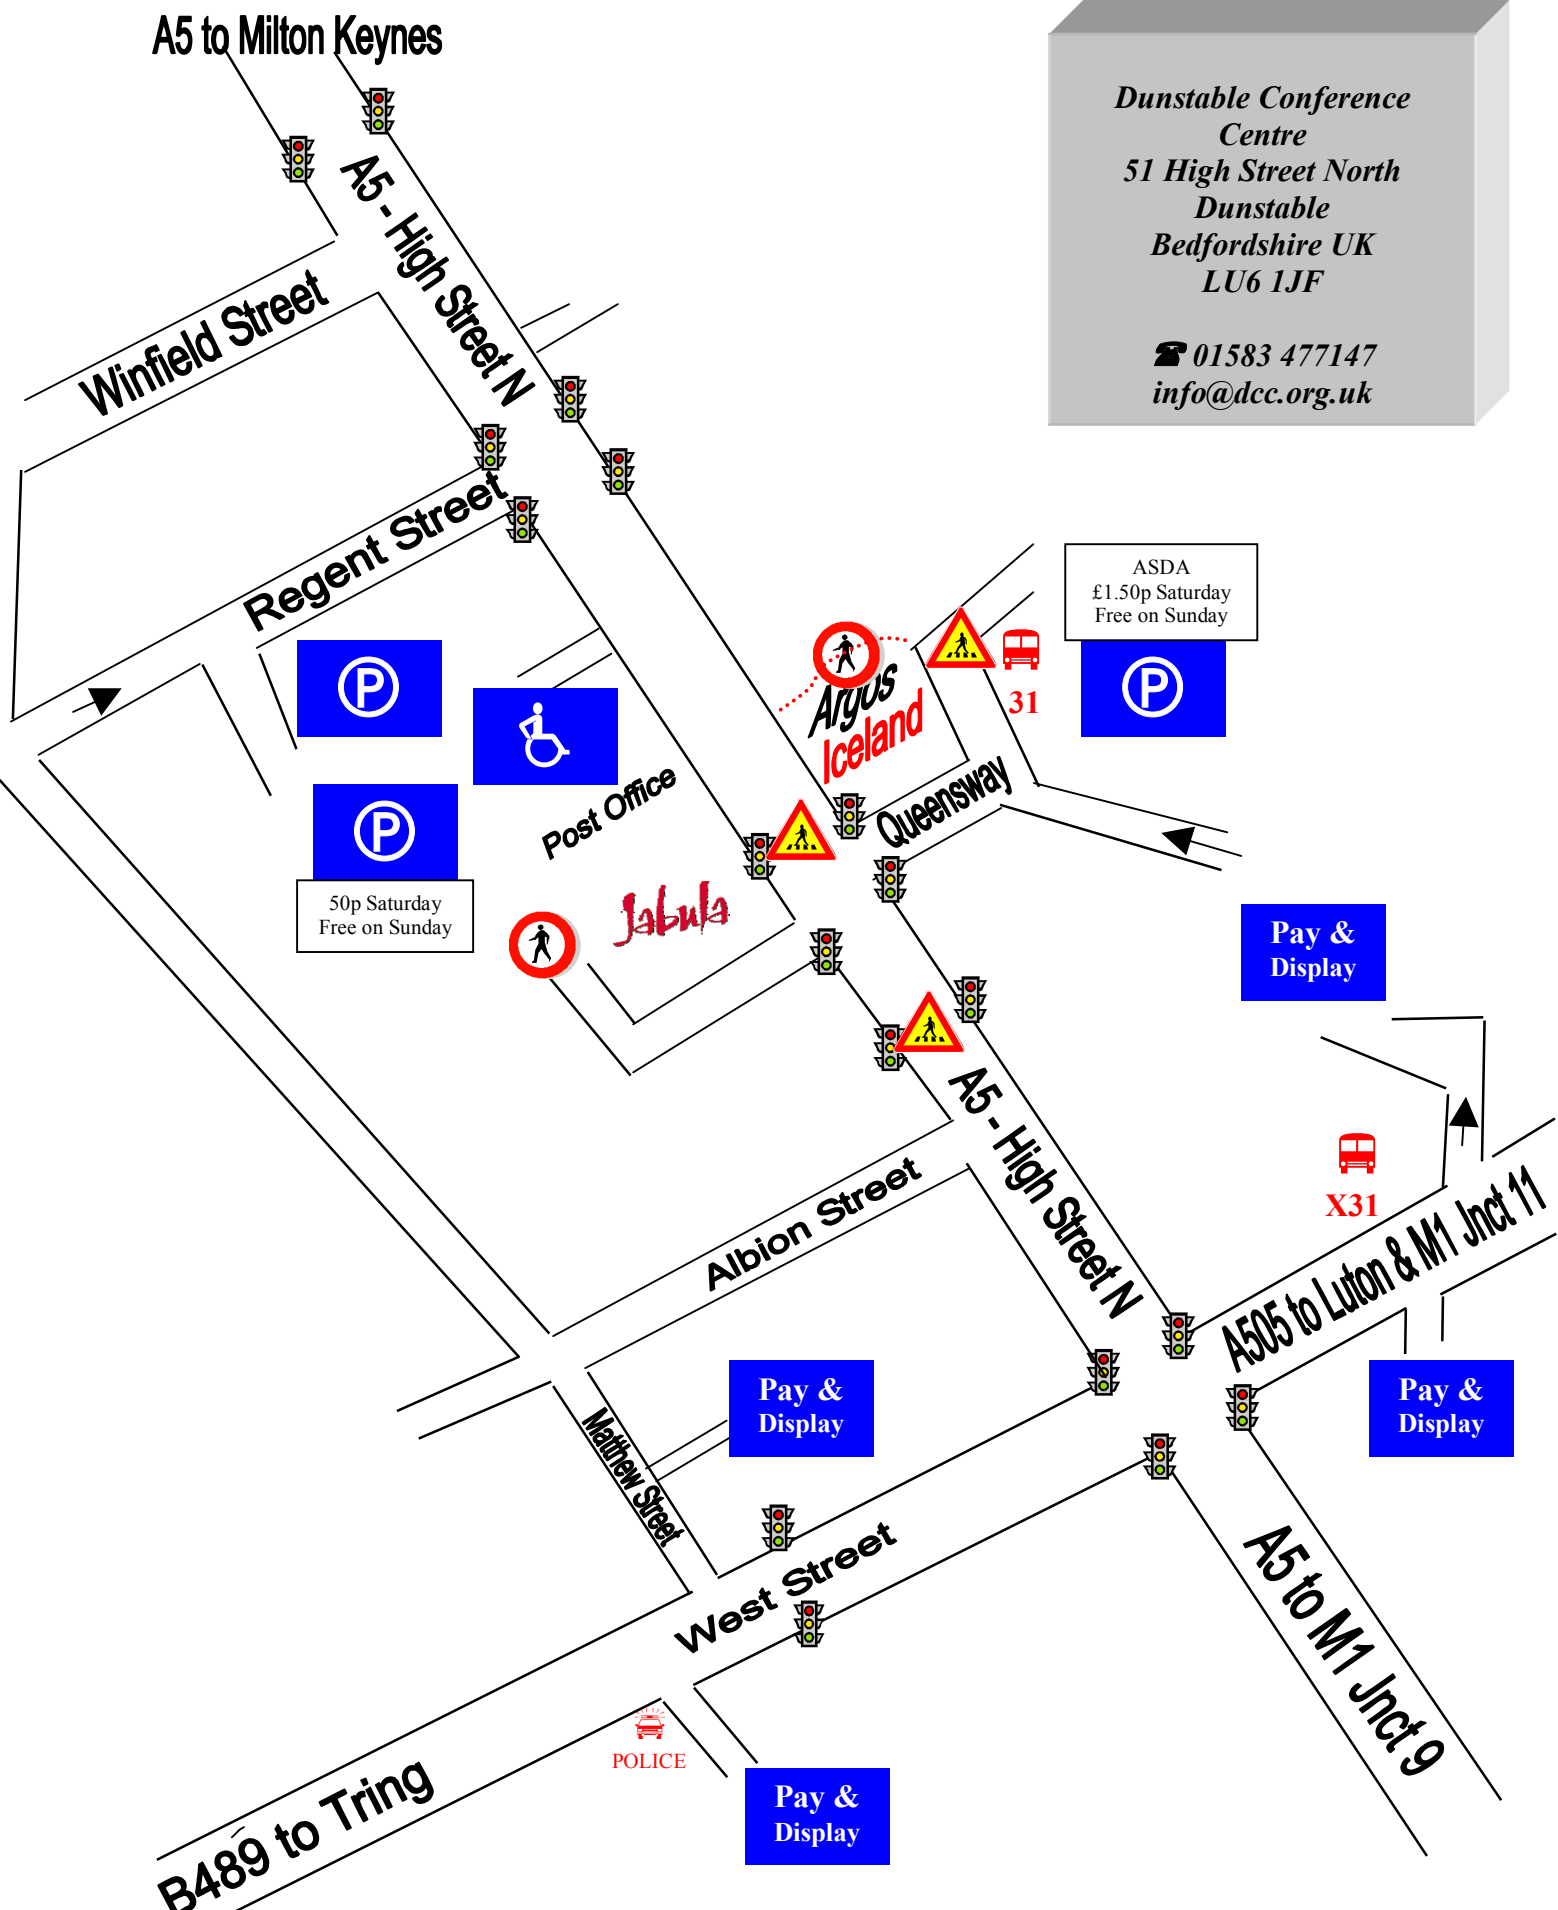 A5 to Milton Keynes
Dunstable Conference
Centre
51 High Street North
Dunstable
Bedfordshire UK
LU6 1JF
☎ 01583 477147
info@dcc.org.uk
A5 - High Street N
Winfield Street
Regent Street
ASDA
£1.50p Saturday
Free on Sunday
P
P
31
Argos
Iceland
Queensway
Post Office
P
50p Saturday
Free on Sunday
Jabula
Pay &
Display
A5 - High Street N
Albion Street
X31
A505 to Luton & M1 Jnct 11
Pay &
Display
Pay &
Display
Matthew Street
West Street
A5 to M1 Jnct 9
POLICE
Pay &
Display
B489 to Tring